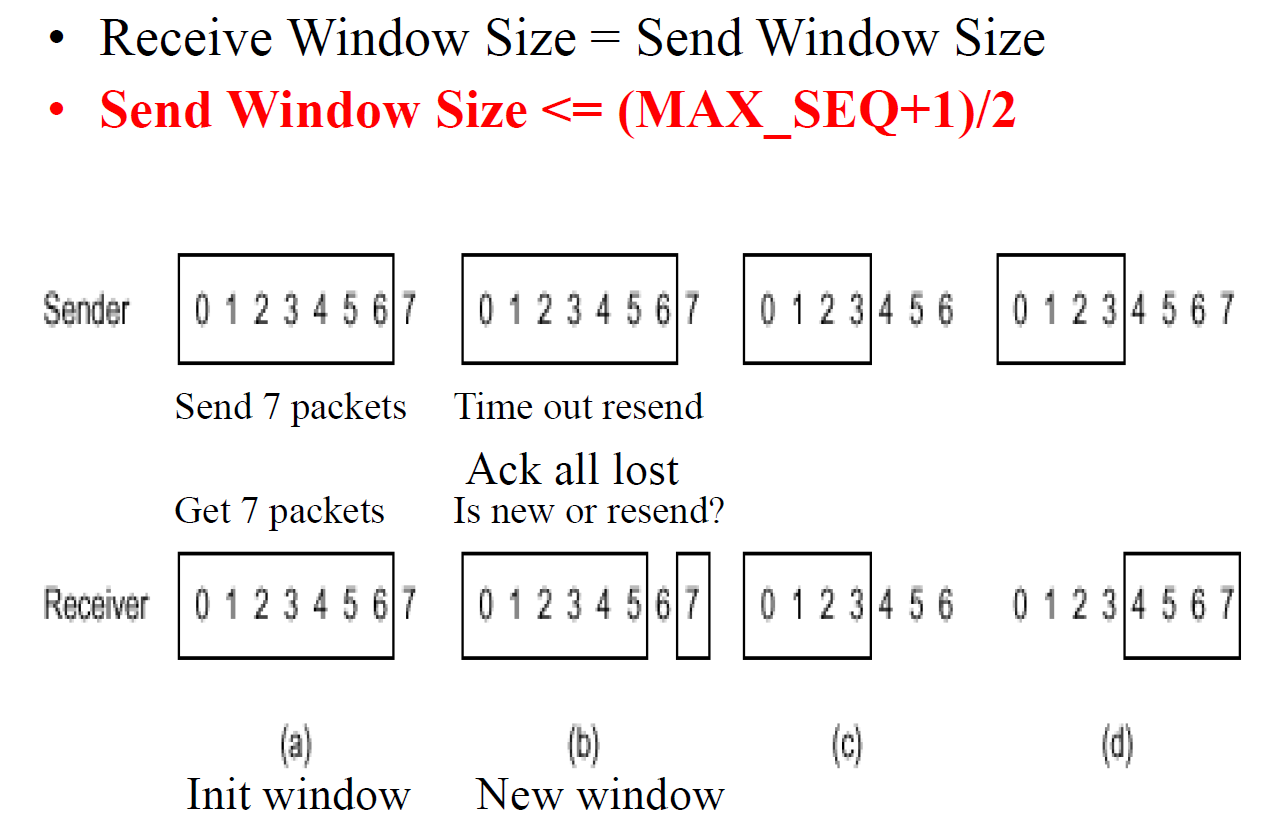 • Receive Window Size = Send Window Size
• Send Window Size <= (MAX_SEQ+1)/2
Sender 0 1 2 3 4 5 6 7 0 1 2 3 4 5 6 7 0 1 2 3 4 5 6 0 1 2 3 4 5 6 7
Send 7 packets Time out resend
Ack all lost
Get 7 packets Is new or resend?
Receiver 0 1 2 3 4 5 6 7 0 1 2 3 4 5 6 7 0 1 2 3 4 5 6 0 1 2 3 4 5 6 7
(a) (b) (c) (d)
Init window New window